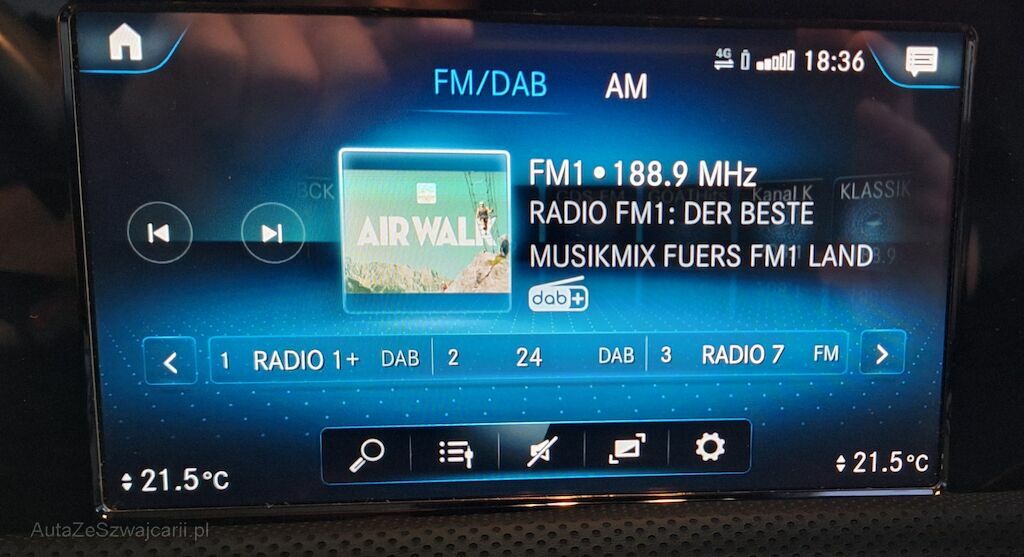 4G 18:36
FM/DAB AM
FM1 • 188.9 MHz
BCK
Kanal K KLASSIK
AIR WALK
RADIO FM1: DER BESTE
MUSIKMIX FUERS FM1 LAND
dab+
1 RADIO 1+ DAB 2 24 DAB 3 RADIO 7 FM
21.5°C 21.5°C
AutaZeSzwajcarii.pl